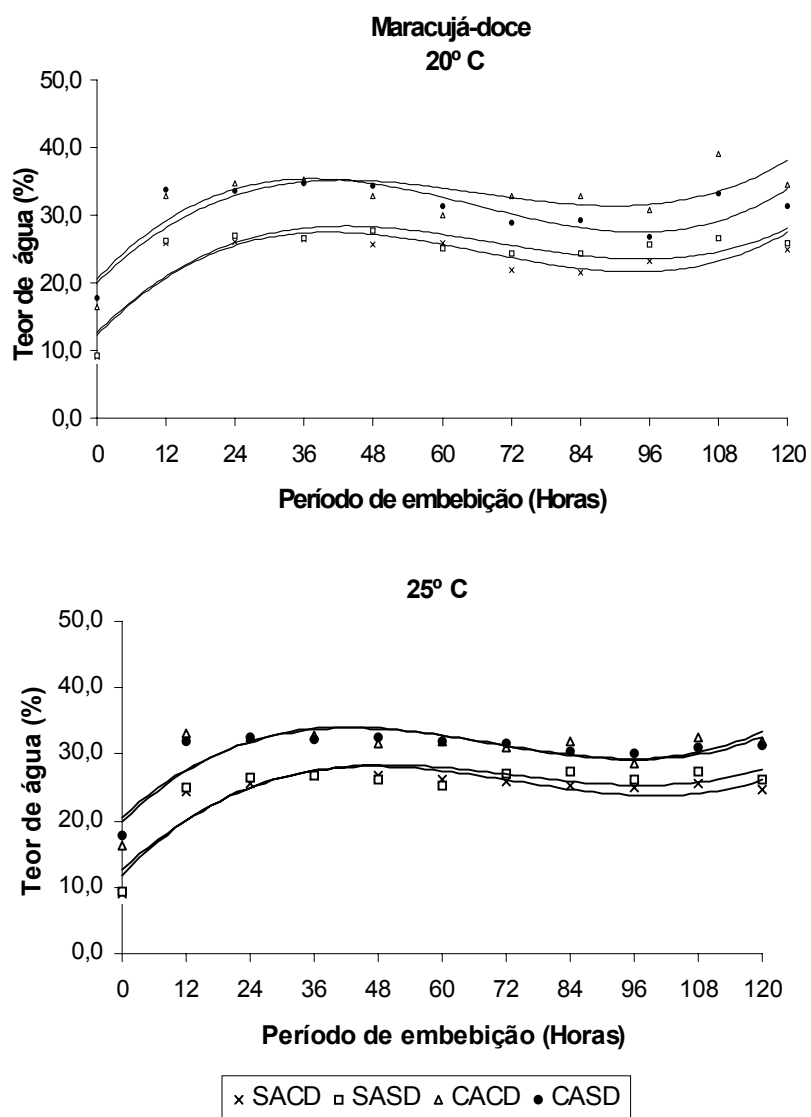 Maracujá-doce
20º C
Teor de água (%)
50,0
40,0
30,0
20,0
10,0
0,0
0 12 24 36 48 60 72 84 96 108 120
Período de embebição (Horas)
25º C
Teor de água (%)
50,0
40,0
30,0
20,0
10,0
0,0
0 12 24 36 48 60 72 84 96 108 120
Período de embebição (Horas)
× SACD □ SASD △ CACD ● CASD